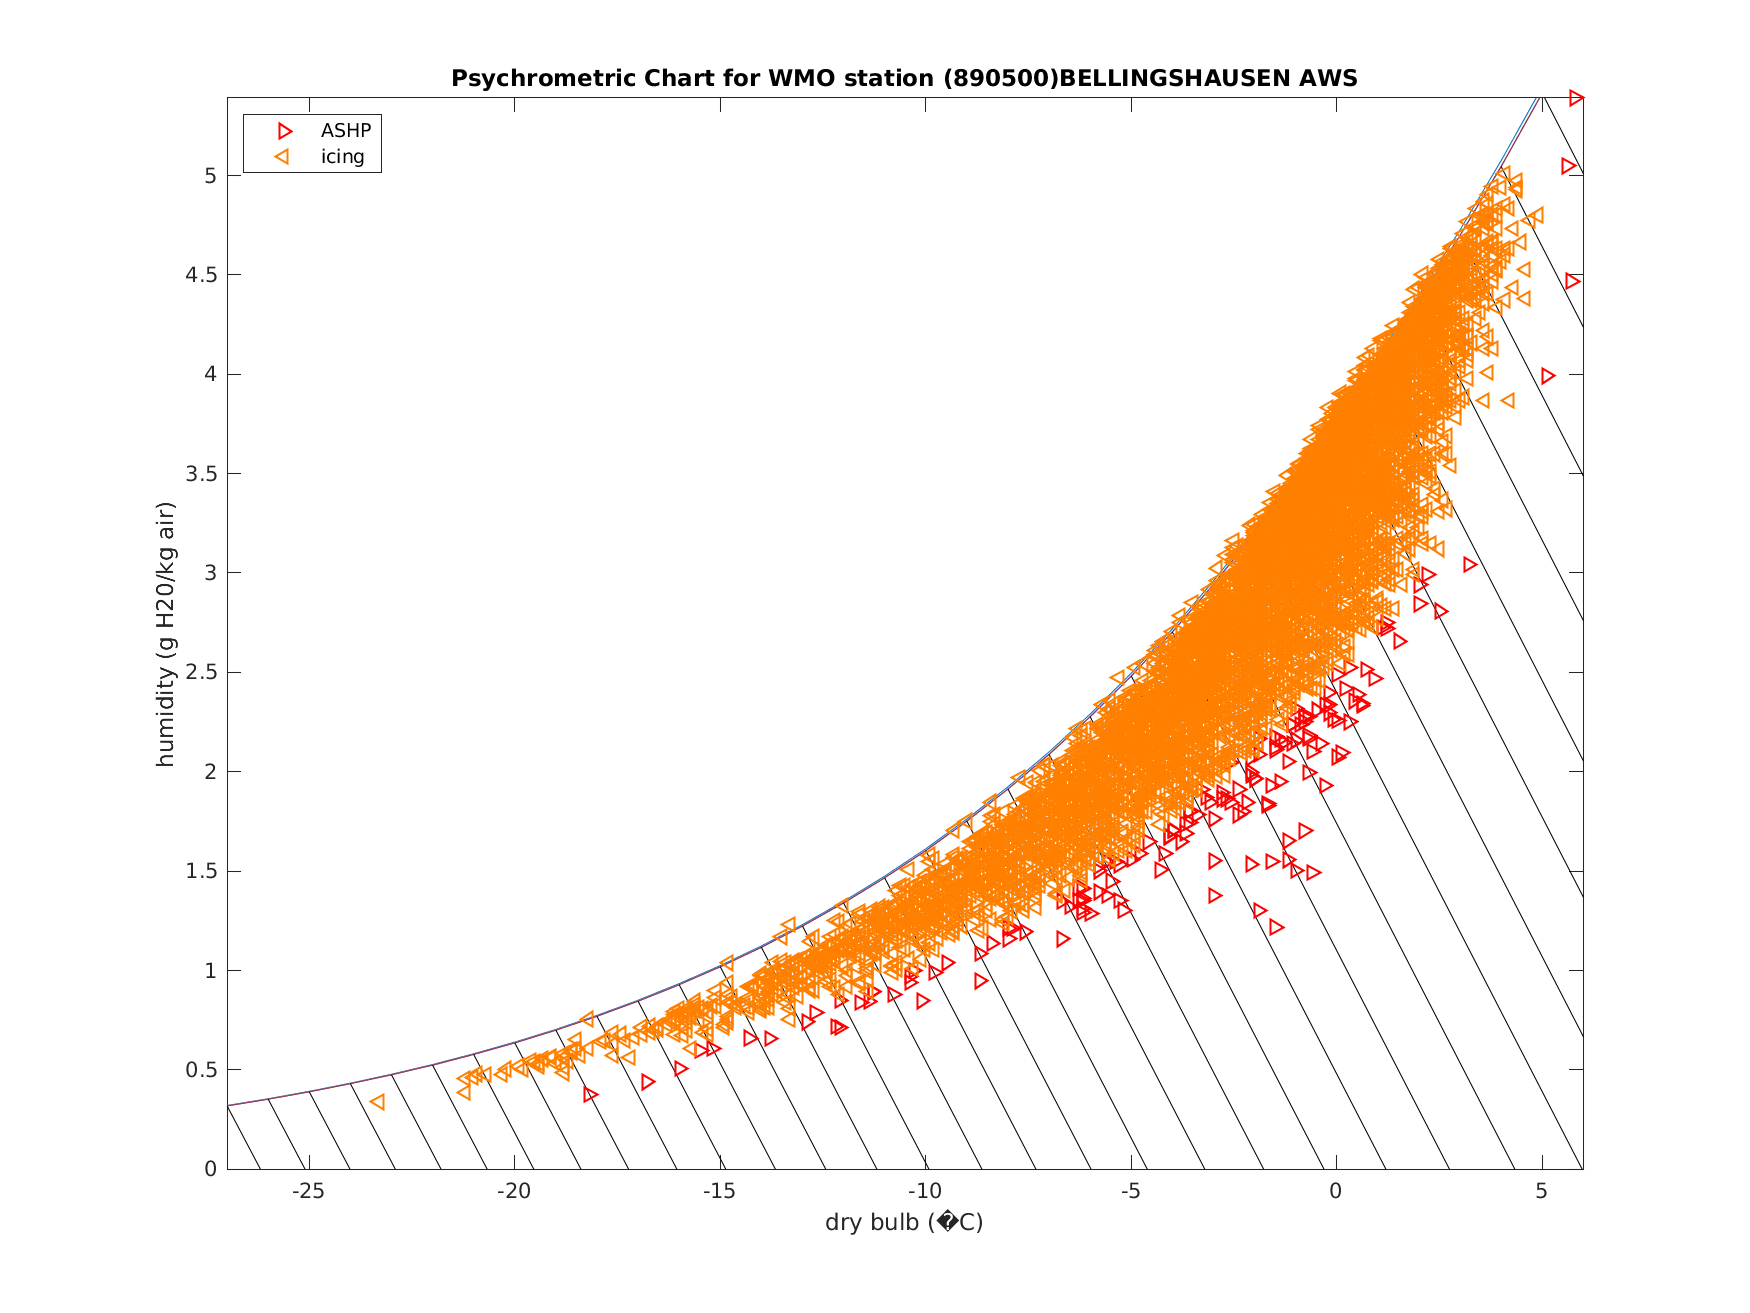 Psychrometric Chart for WMO station (890500)BELLINGSHAUSEN AWS
ASHP
icing
humidity (g H20/kg air)
5
4.5
4
3.5
3
2.5
2
1.5
1
0.5
0
-25 -20 -15 -10 -5 0 5
dry bulb (�C)